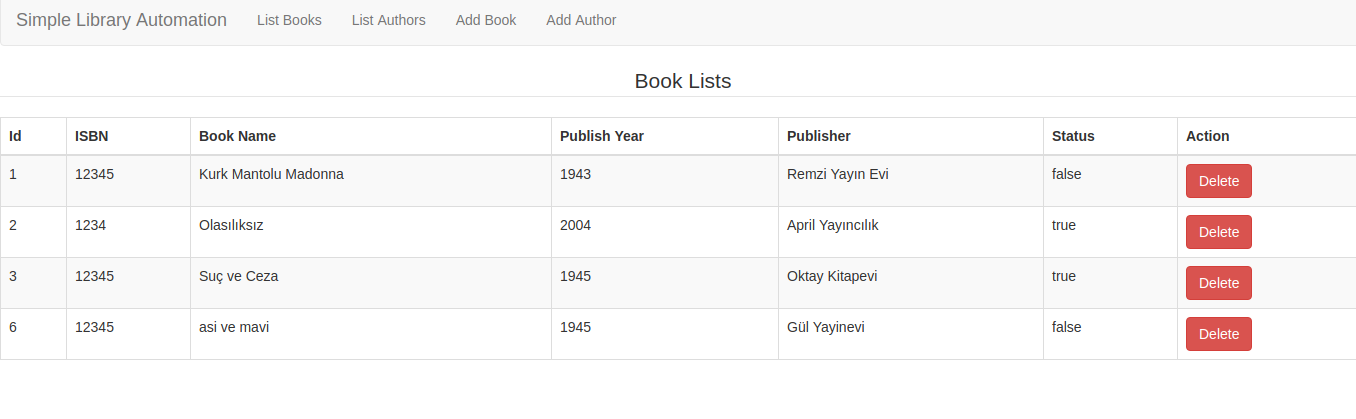 Simple Library Automation List Books List Authors Add Book Add Author
Book Lists
Id ISBN Book Name Publish Year Publisher Status Action
1 12345 Kurk Mantolu Madonna 1943 Remzi Yayın Evi false Delete
2 1234 Olasılıksız 2004 April Yayıncılık true Delete
3 12345 Suç ve Ceza 1945 Oktay Kitapevi true Delete
6 12345 asi ve mavi 1945 Gül Yayinevi false Delete